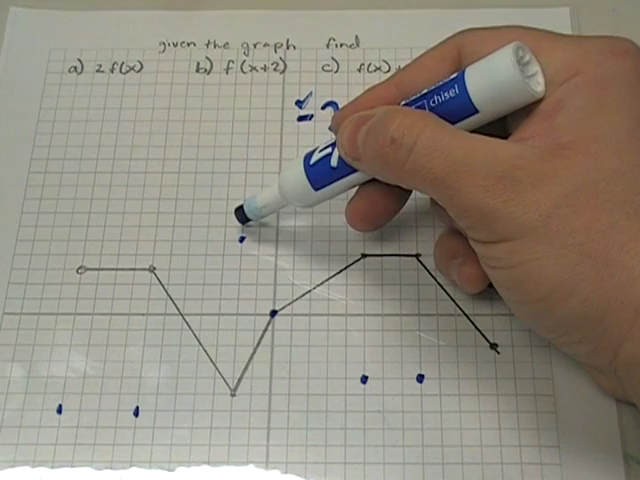 given the graph find
a) 2f(x) b) f(x+2) c) f(x)+
chisel